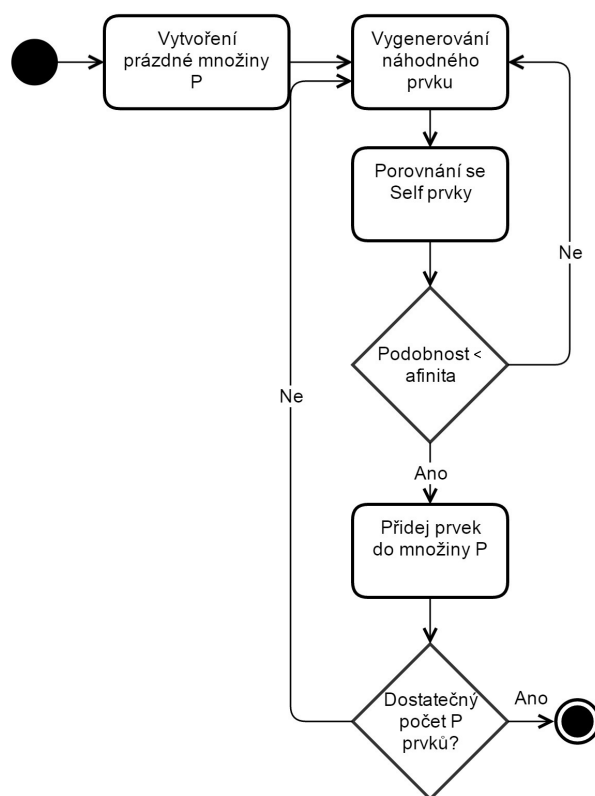 Vytvoření
prázdné množiny
P
Vygenerování
náhodného
prvku
Porovnání se
Self prvky
Ne
Podobnost <
afinita
Ne
Ano
Přidej prvek
do množiny P
Dostatečný
počet P
prvků?
Ano